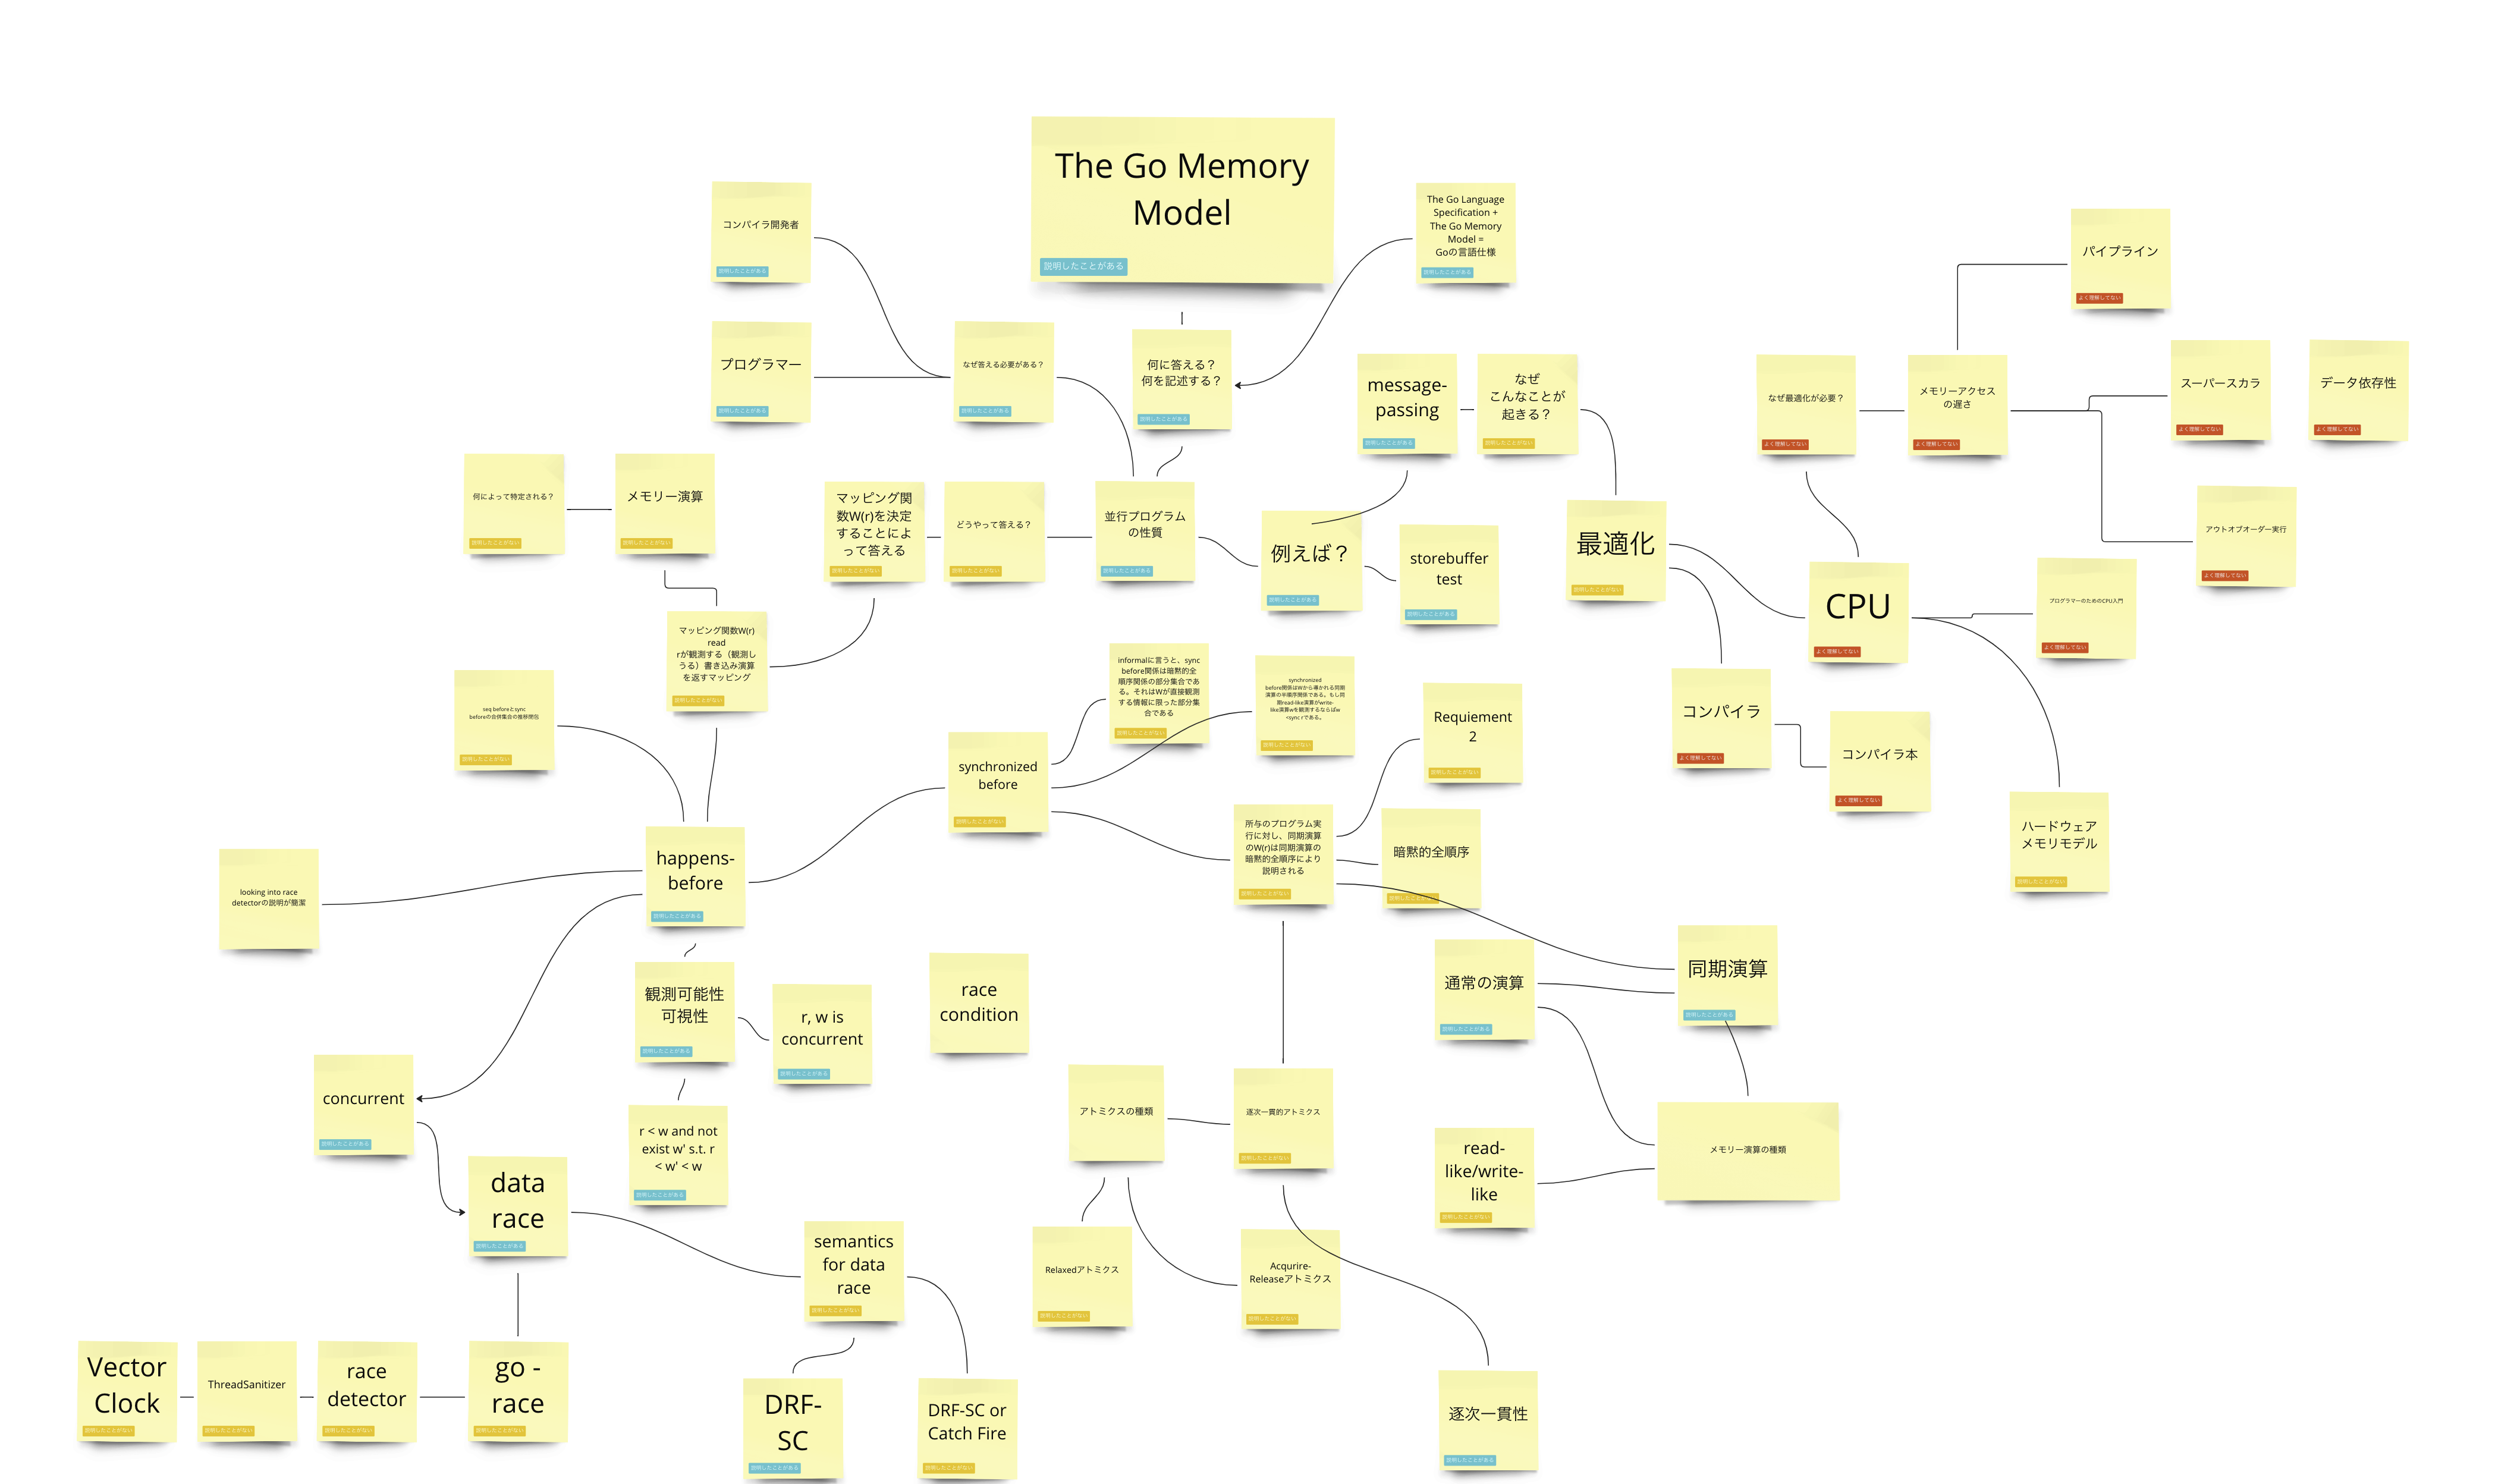 The Go Memory
Model
説明したことがある
コンパイラ開発者
説明したことがある
The Go Language
Specification +
The Go Memory
Model =
Goの言語仕様
説明したことがある
パイプライン
よく理解してない
プログラマー
説明したことがある
なぜ答える必要がある?
説明したことがある
何に答える?
何を記述する?
説明したことがある
message-
passing
説明したことがある
なぜ
こんなことが
起きる?
説明したことがない
なぜ最適化が必要?
よく理解してない
メモリーアクセス
の遅さ
よく理解してない
スーパースカラ
よく理解してない
データ依存性
よく理解してない
何によって特定される?
説明したことがない
メモリー演算
説明したことがない
マッピング関
数W(r)を決定
することによ
って答える
説明したことがない
どうやって答える?
説明したことがない
並行プログラム
の性質
説明したことがある
例えば?
説明したことがある
storebuffer
test
説明したことがある
最適化
説明したことがない
CPU
よく理解してない
アウトオブオーダー実行
よく理解してない
プログラマーのためのCPU入門
よく理解してない
マッピング関数W(r)
read
rが観測する(観測し
うる)書き込み演算
を返すマッピング
説明したことがない
seq beforeとsync
beforeの合併集合の推移閉包
説明したことがない
informalに言うと、sync
before関係は暗黙的全
順序関係の部分集合であ
る。それはWが直接観測
する情報に限った部分集
合である
説明したことがない
synchronized
before関係はWから導かれる同期
演算の半順序関係である。もし同
期read-like演算がwrite-
like演算wを観測するならばw
<sync rである。
説明したことがない
Requiement
2
説明したことがない
コンパイラ
よく理解してない
コンパイラ本
よく理解してない
synchronized
before
説明したことがない
所与のプログラム実
行に対し、同期演算
のW(r)は同期演算の
暗黙的全順序により
説明される
説明したことがない
暗黙的全順序
説明したことがない
ハードウェア
メモリモデル
説明したことがない
happens-
before
説明したことがある
looking into race
detectorの説明が簡潔
観測可能性
可視性
説明したことがある
r, w is
concurrent
説明したことがある
race
condition
通常の演算
説明したことがある
同期演算
説明したことがある
concurrent
説明したことがある
r < w and not
exist w' s.t. r
< w' < w
説明したことがある
アトミクスの種類
逐次一貫的アトミクス
説明したことがない
read-
like/write-
like
説明したことがない
メモリー演算の種類
data
race
説明したことがある
semantics
for data
race
説明したことがない
Relaxedアトミクス
説明したことがない
Acqurire-
Releaseアトミクス
説明したことがない
Vector
Clock
説明したことがない
ThreadSanitizer
説明したことがない
race
detector
説明したことがない
go -
race
説明したことがない
DRF-
SC
説明したことがある
DRF-SC or
Catch Fire
説明したことがない
逐次一貫性
説明したことがある